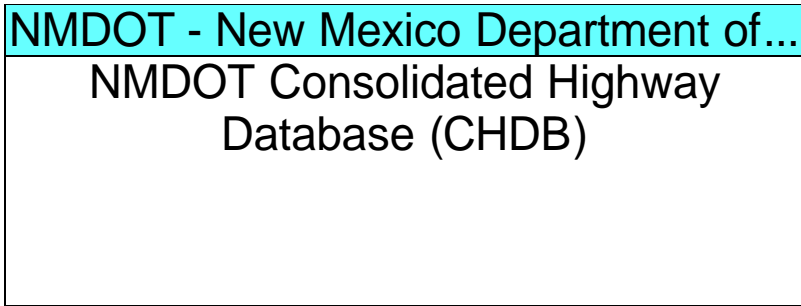 NMDOT - New Mexico Department of...
NMDOT Consolidated Highway
Database (CHDB)